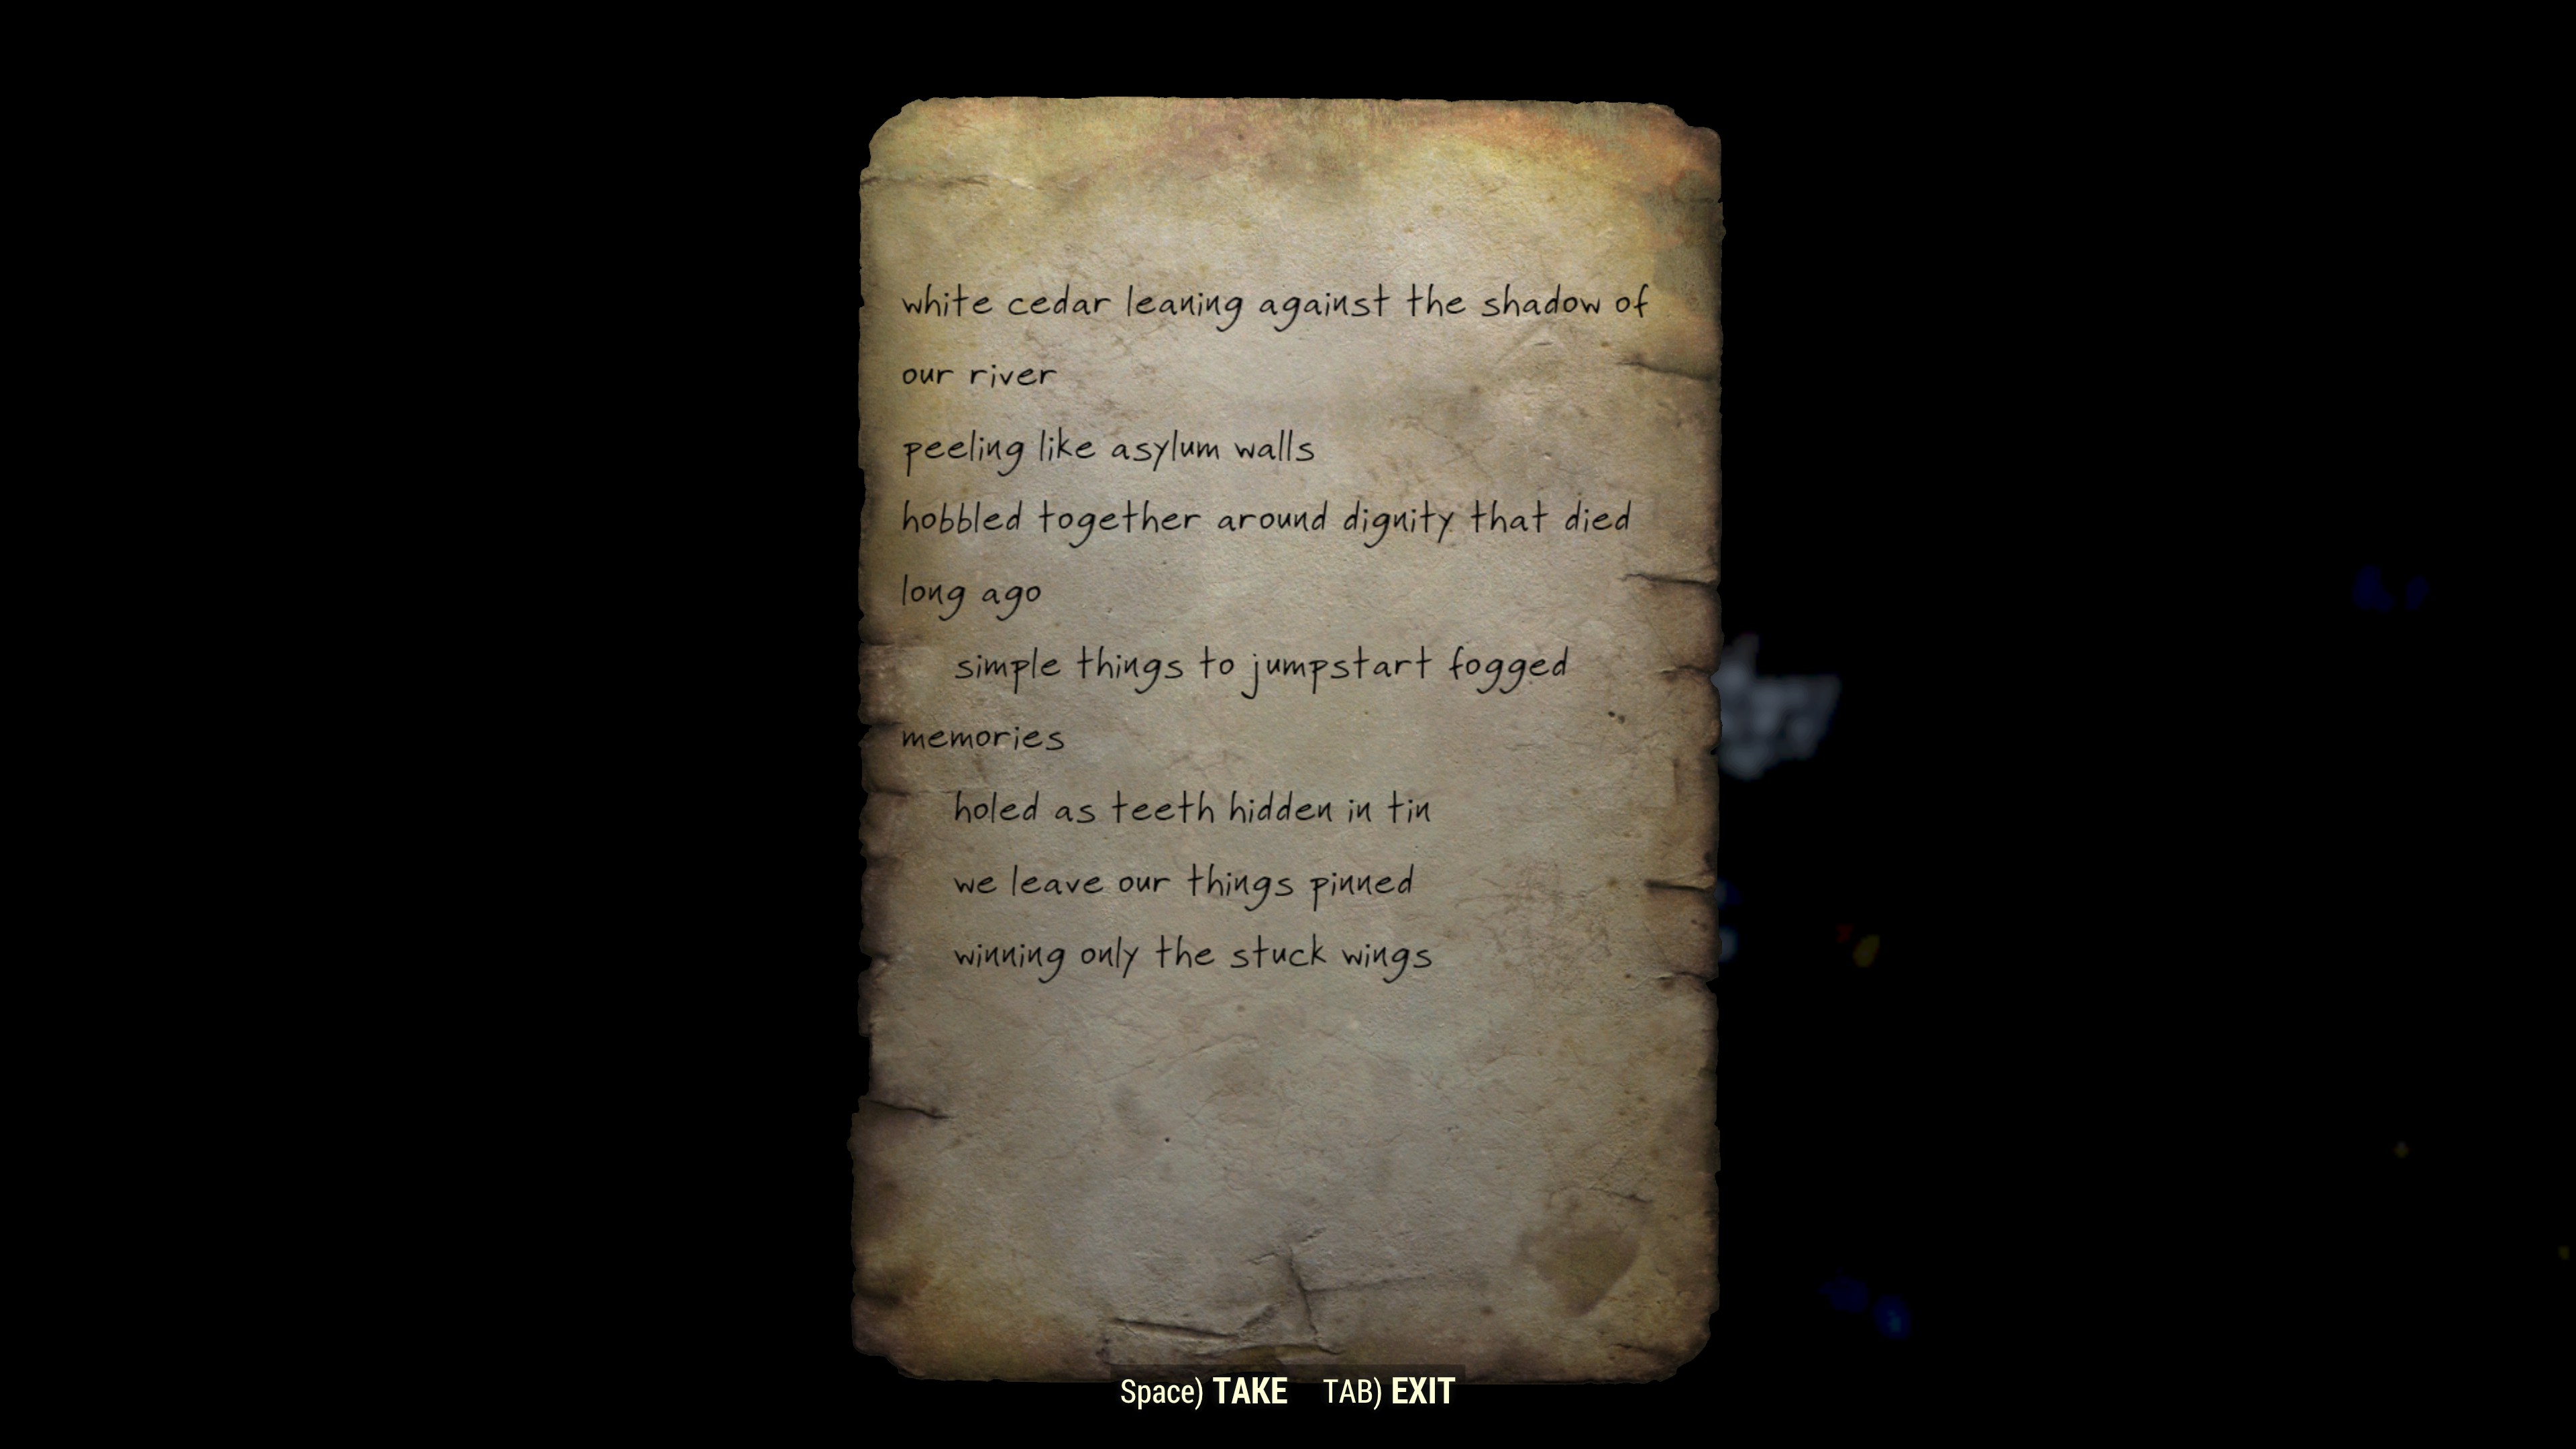 white cedar leaning against the shadow of
our river
peeling like asylum walls
hobbled together around dignity that died
long ago
simple things to jumpstart fogged
memories
holed as teeth hidden in tin
we leave our things pinned
winning only the stuck wings
Space) TAKE TAB) EXIT